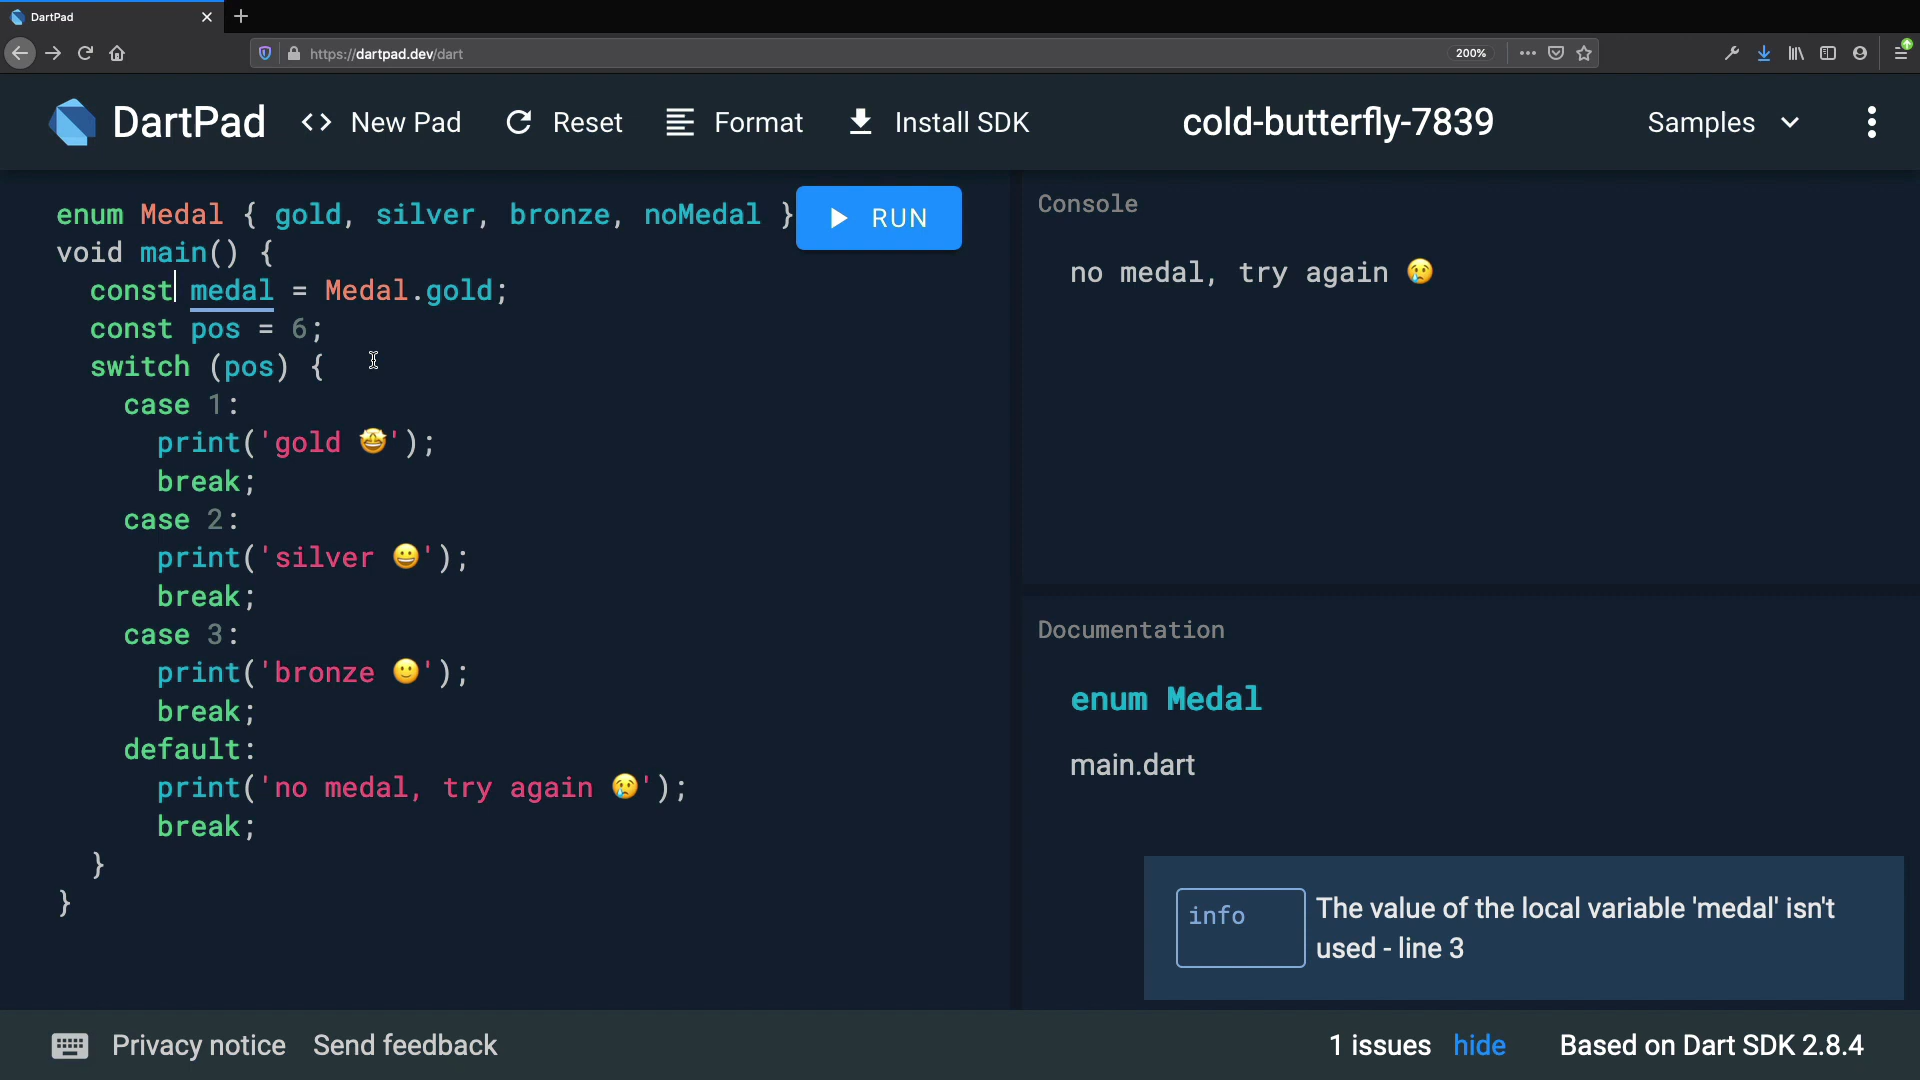 DartPad
https://dartpad.dev/dart
200%
DartPad
<> New Pad
Reset
Format
Install SDK
cold-butterfly-7839
Samples
enum Medal { gold, silver, bronze, noMedal }
void main() {
  const medal = Medal.gold;
  const pos = 6;
  switch (pos) {
    case 1:
      print('gold 🤩');
      break;
    case 2:
      print('silver 😀');
      break;
    case 3:
      print('bronze 🙂');
      break;
    default:
      print('no medal, try again 😢');
      break;
  }
}
RUN
Console
no medal, try again 😢
Documentation
enum Medal
main.dart
info
The value of the local variable 'medal' isn't
used - line 3
Privacy notice
Send feedback
1 issues
hide
Based on Dart SDK 2.8.4